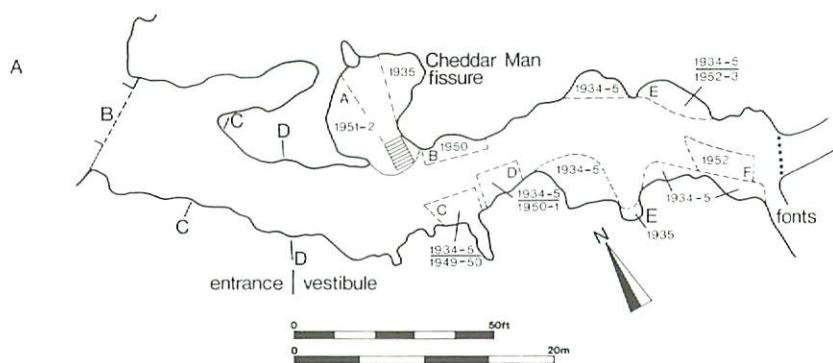 A
Cheddar Man
fissure
1935
A
1951-2
B
C
D
B
1950
1934-5
E
1934-5
1952-3
1934-5
D
1934-5
1950-1
C
1934-5
1949-50
1952
F
1934-5
E
1935
fonts
C
D
entrance | vestibule
N
0 50ft
0 20m